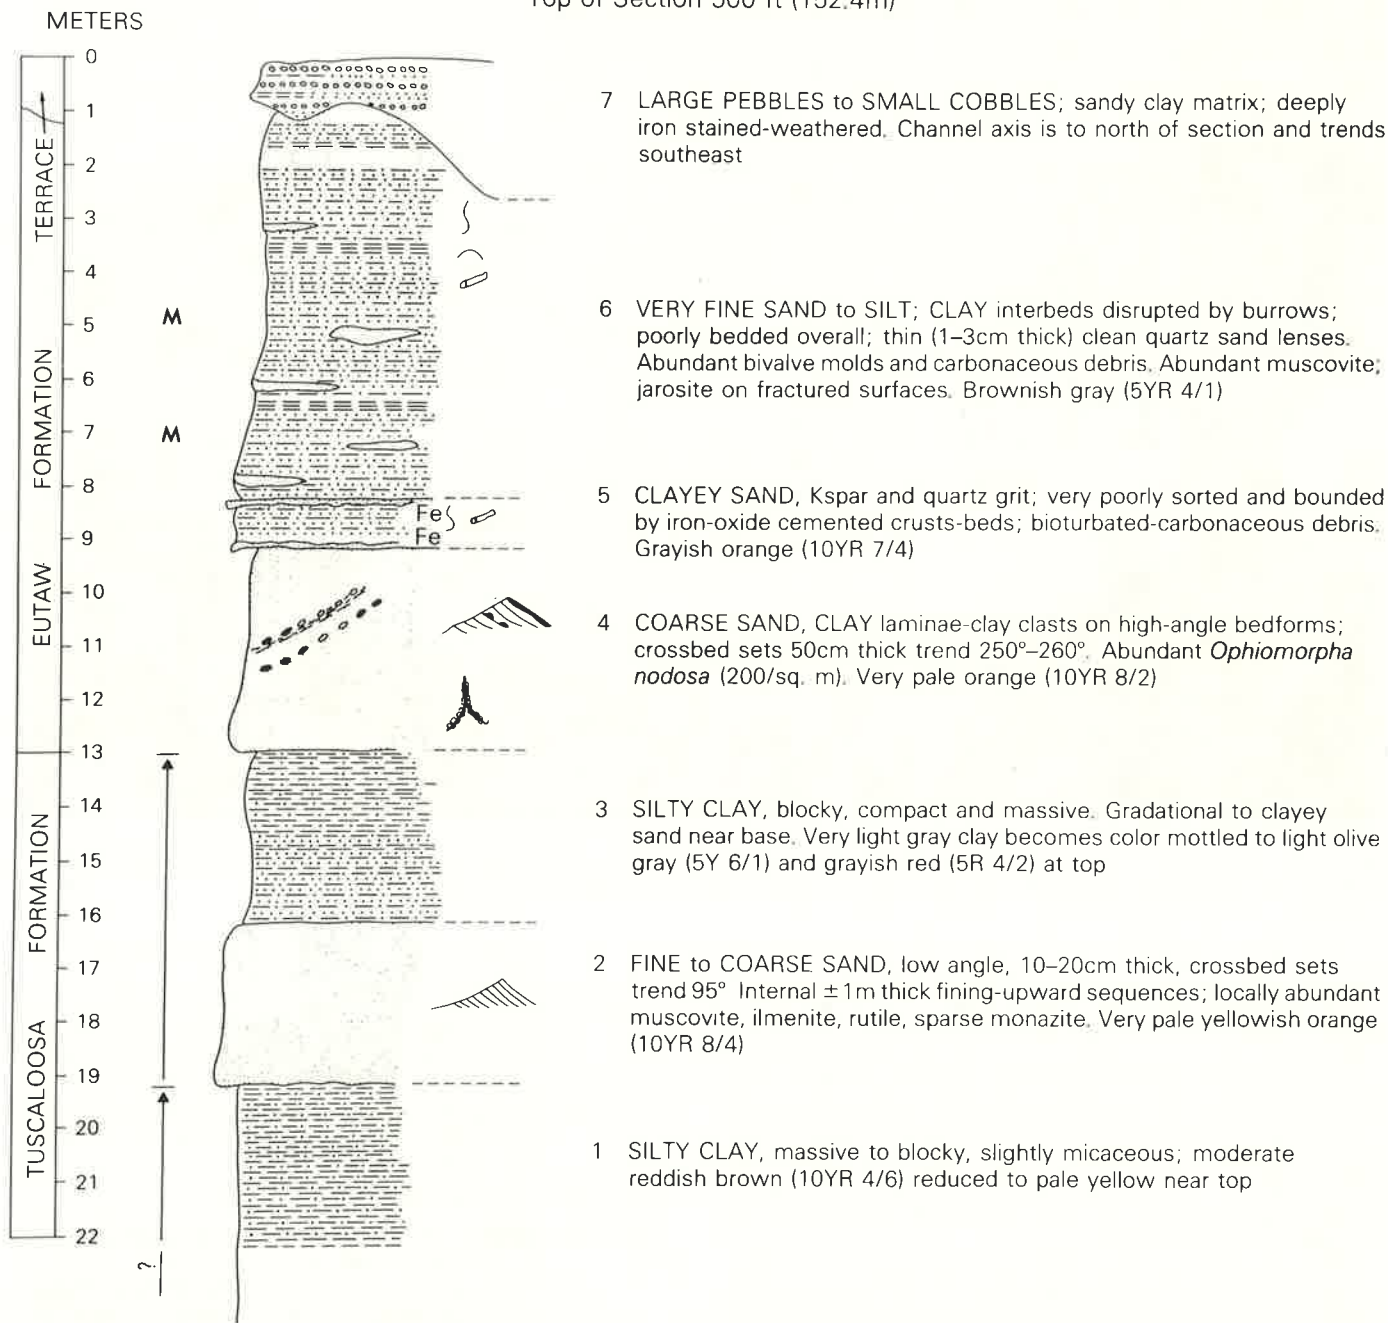 Top of Section 500 ft (152.4m)
METERS
0
1
2
3
4
5
6
7
8
9
10
11
12
13
14
15
16
17
18
19
20
21
22
TERRACE
EUTAW FORMATION
TUSCALOOSA FORMATION
M
M
Fe
Fe
?
7 LARGE PEBBLES to SMALL COBBLES; sandy clay matrix; deeply
iron stained-weathered. Channel axis is to north of section and trends
southeast
6 VERY FINE SAND to SILT; CLAY interbeds disrupted by burrows;
poorly bedded overall; thin (1–3cm thick) clean quartz sand lenses.
Abundant bivalve molds and carbonaceous debris. Abundant muscovite;
jarosite on fractured surfaces. Brownish gray (5YR 4/1)
5 CLAYEY SAND, Kspar and quartz grit; very poorly sorted and bounded
by iron-oxide cemented crusts-beds; bioturbated-carbonaceous debris.
Grayish orange (10YR 7/4)
4 COARSE SAND, CLAY laminae-clay clasts on high-angle bedforms;
crossbed sets 50cm thick trend 250°–260°. Abundant Ophiomorpha
nodosa (200/sq. m). Very pale orange (10YR 8/2)
3 SILTY CLAY, blocky, compact and massive. Gradational to clayey
sand near base. Very light gray clay becomes color mottled to light olive
gray (5Y 6/1) and grayish red (5R 4/2) at top
2 FINE to COARSE SAND, low angle, 10–20cm thick, crossbed sets
trend 95° Internal ± 1m thick fining-upward sequences; locally abundant
muscovite, ilmenite, rutile, sparse monazite. Very pale yellowish orange
(10YR 8/4)
1 SILTY CLAY, massive to blocky, slightly micaceous; moderate
reddish brown (10YR 4/6) reduced to pale yellow near top